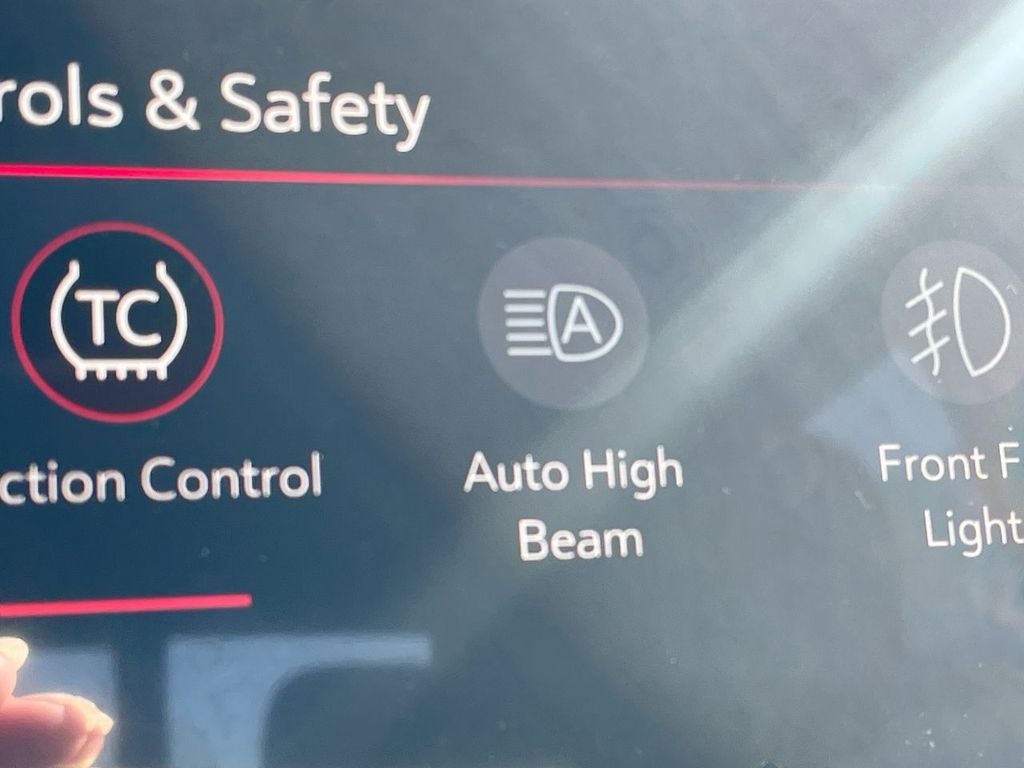 rols & Safety
TC
A
ction Control
Auto High
Beam
Front F
Light